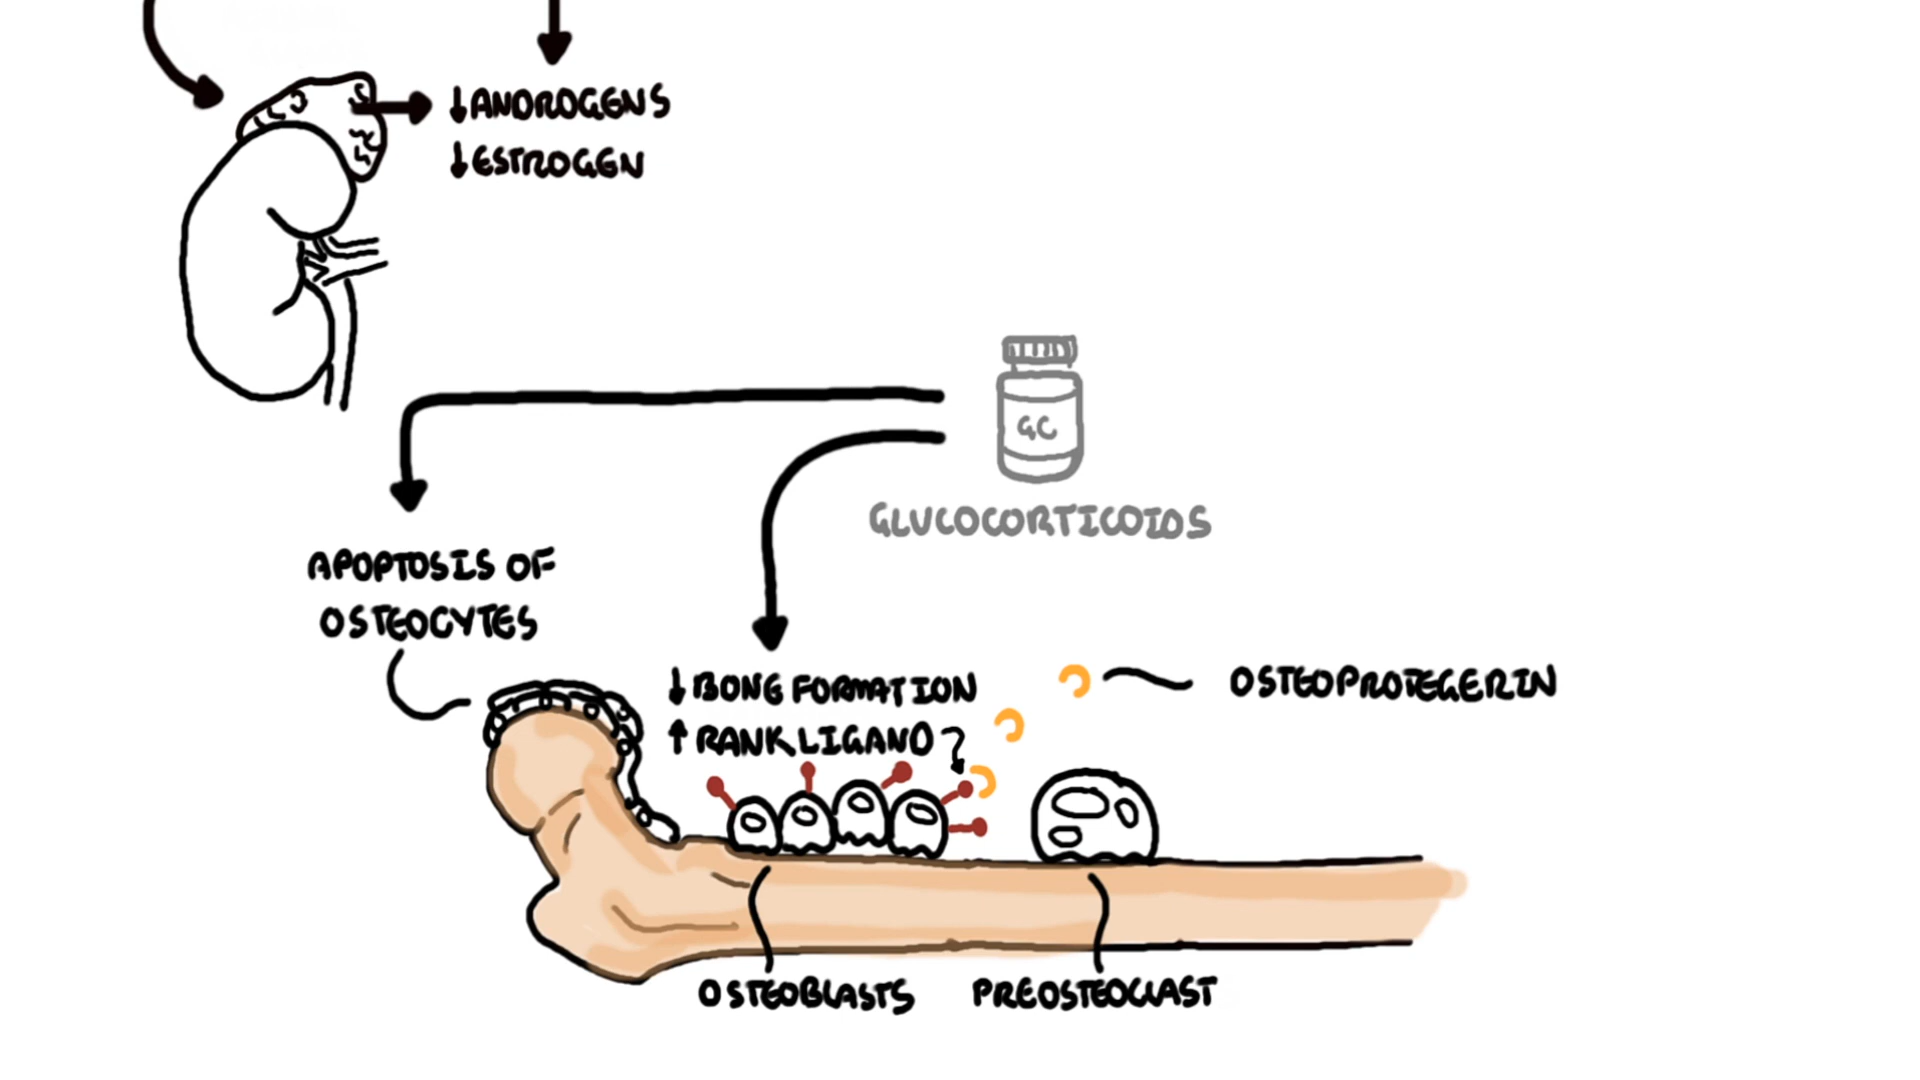 ↓ANDROGENS
↓ESTROGEN
GC
GLUCOCORTICOIDS
APOPTOSIS OF
OSTEOCYTES
↓ BONE FORMATION
↑ RANK LIGAND
OSTEOPROTEGERIN
OSTEOBLASTS
PREOSTEOCLAST